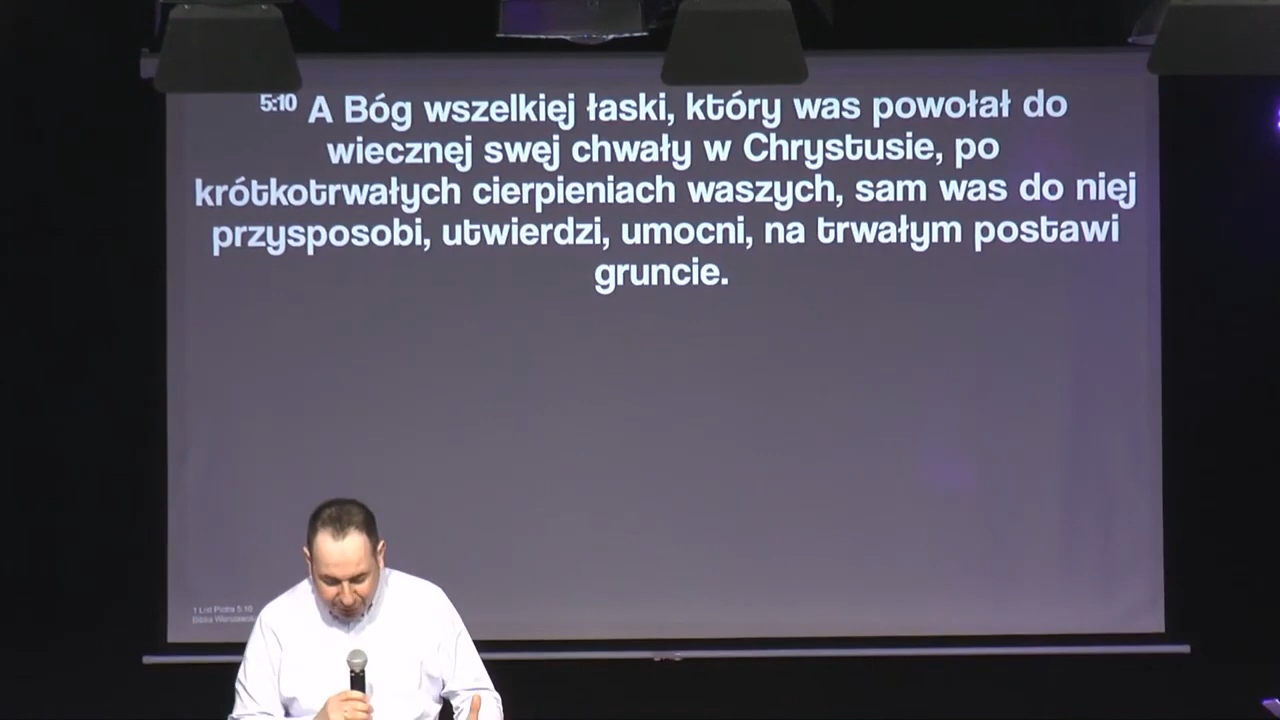 5:10 A Bóg wszelkiej łaski, który was powołał do
wiecznej swej chwały w Chrystusie, po
krótkotrwałych cierpieniach waszych, sam was do niej
przysposobi, utwierdzi, umocni, na trwałym postawi
gruncie.
1 List Piotra 5:10
Biblia